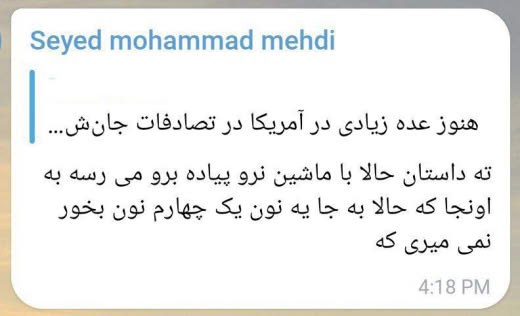 Seyed mohammad mehdi
هنوز عده زیادی در آمریکا در تصادفات جان‌ش...
ته داستان حالا با ماشین نرو پیاده برو می رسه به
اونجا که حالا به جا یه نون یک چهارم نون بخور
نمی میری که
4:18 PM